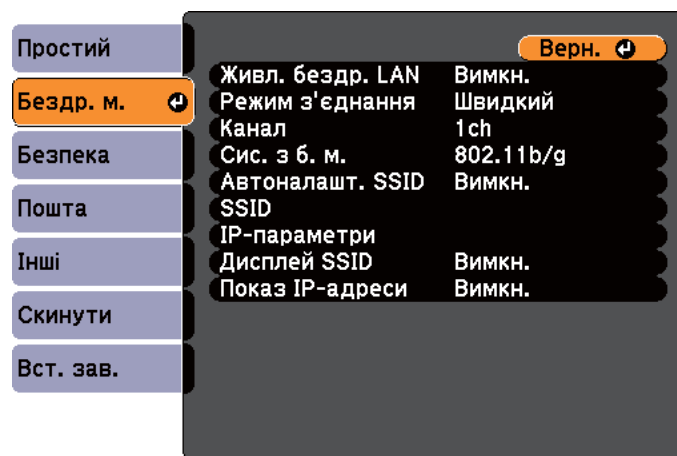 Простий
Бездр. м.
Безпека
Пошта
Інші
Скинути
Вст. зав.
Верн.
Живл. бездр. LAN Вимкн.
Режим з'єднання Швидкий
Канал 1ch
Сис. з б. м. 802.11b/g
Автоналашт. SSID Вимкн.
SSID
IP-параметри
Дисплей SSID Вимкн.
Показ IP-адреси Вимкн.